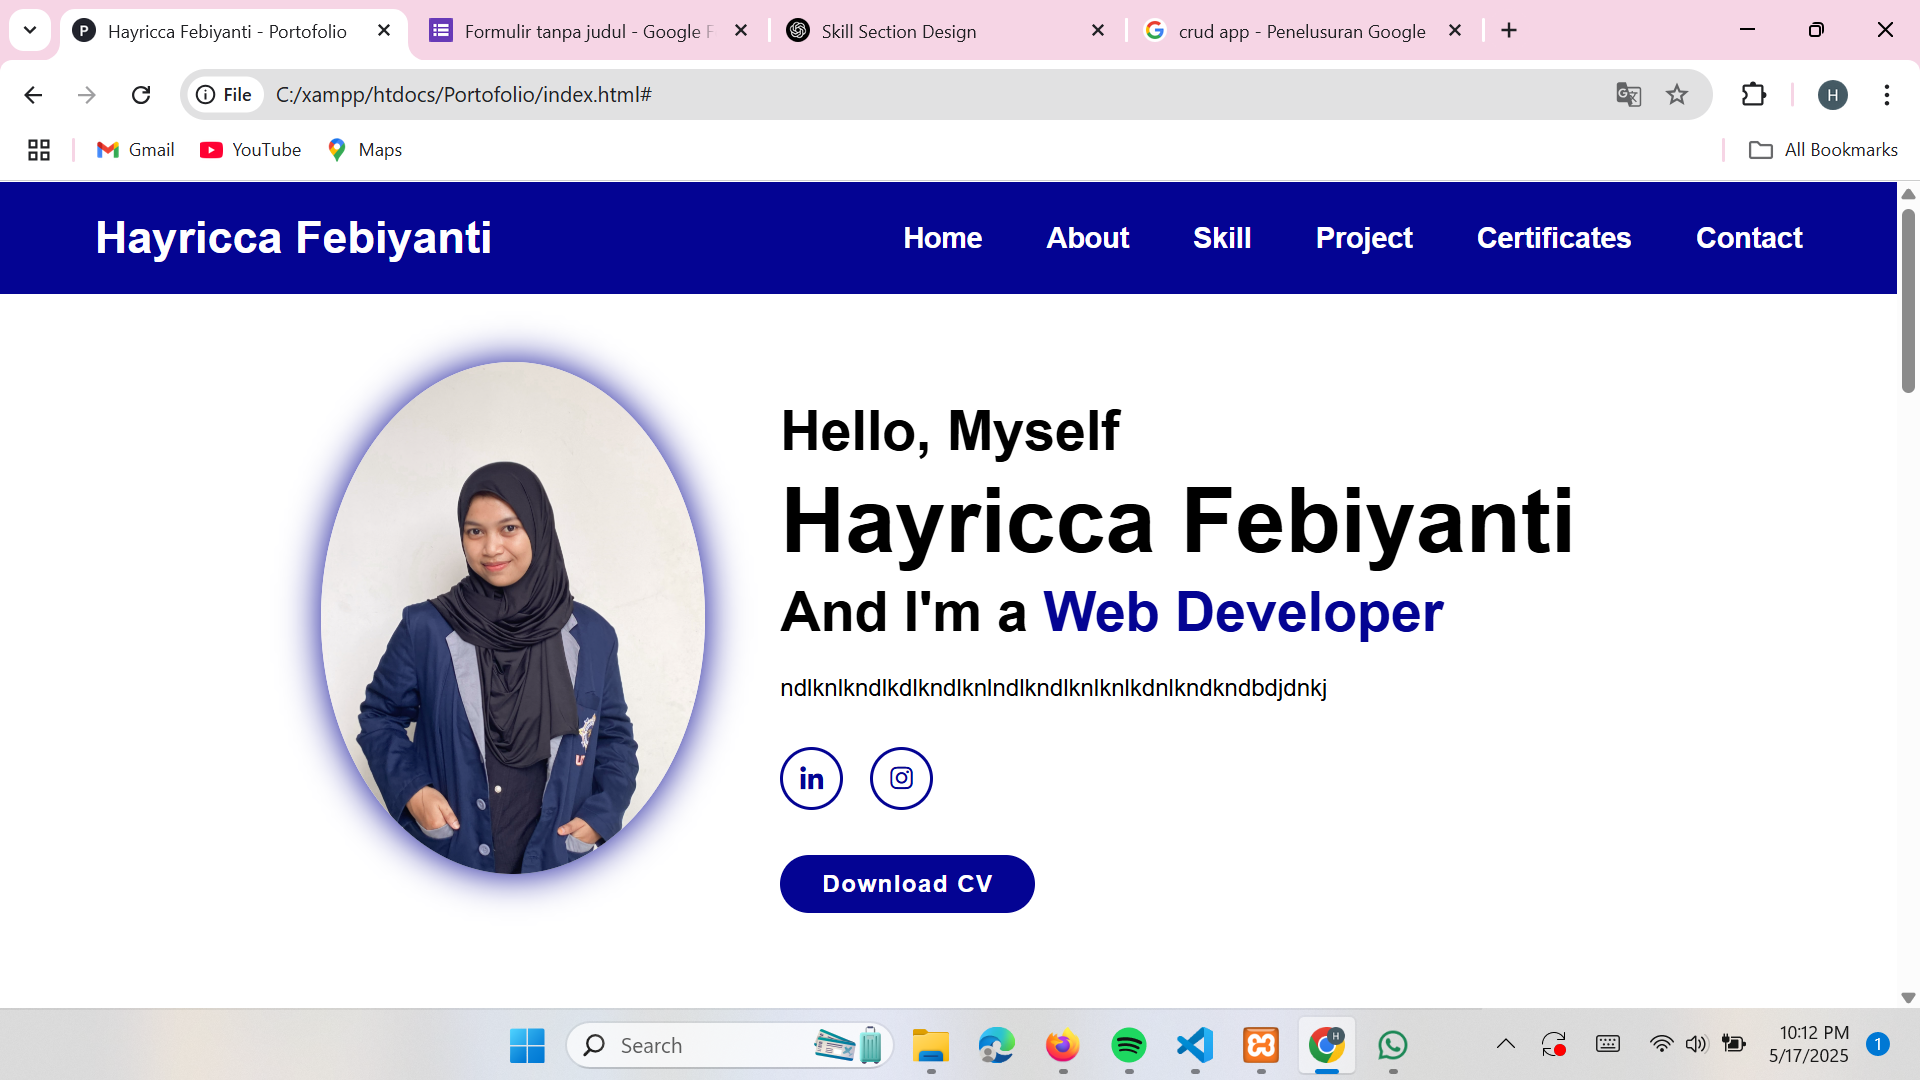 Hayricca Febiyanti - Portofolio
Formulir tanpa judul - Google F
Skill Section Design
crud app - Penelusuran Google
File
C:/xampp/htdocs/Portofolio/index.html#
H
Gmail
YouTube
Maps
All Bookmarks
Hayricca Febiyanti
Home
About
Skill
Project
Certificates
Contact
Hello, Myself
Hayricca Febiyanti
And I'm a Web Developer
ndlknlkndlkdlkndlknlndlkndlknlknlkdnlkndkndbdjdnkj
in
Download CV
Search
10:12 PM
5/17/2025
1